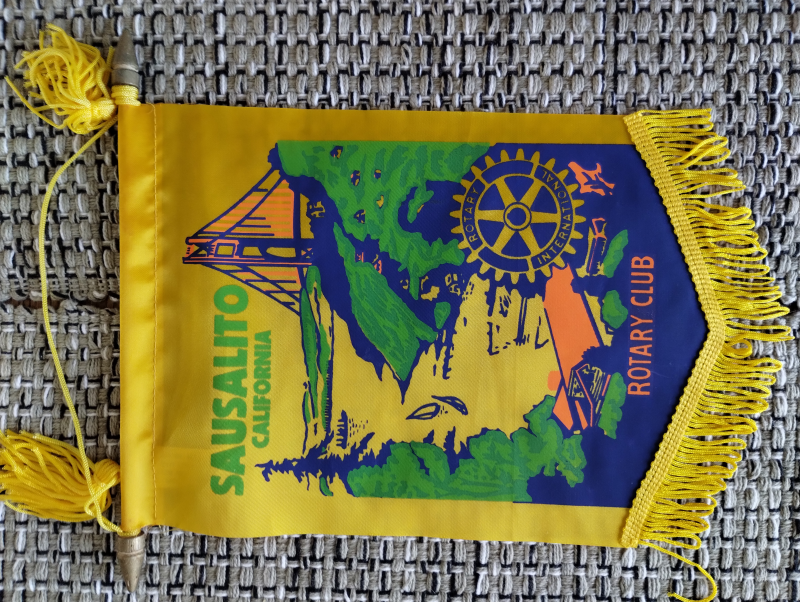 SAUSALITO
CALIFORNIA
ROTARY
INTERNATIONAL
ROTARY CLUB